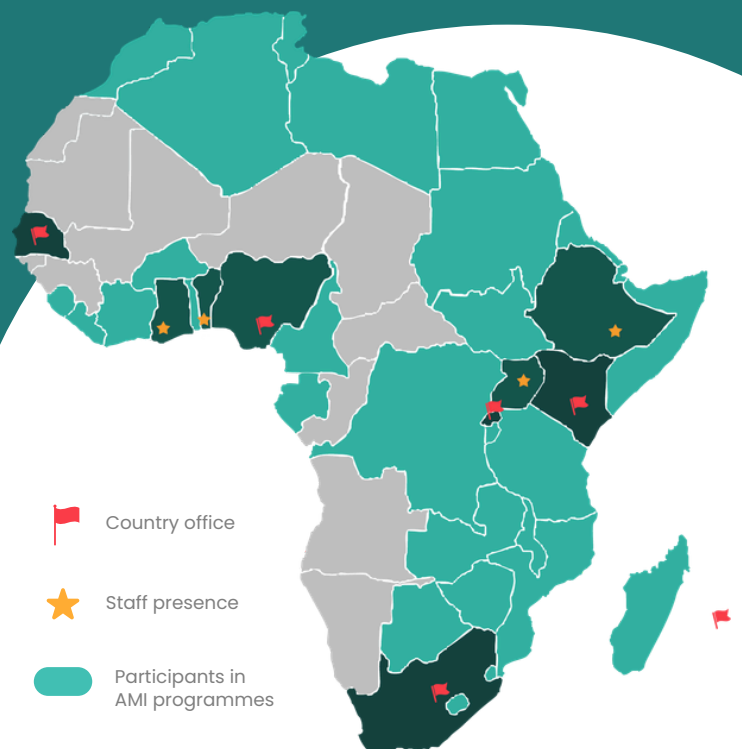 Country office
Staff presence
Participants in
AMI programmes